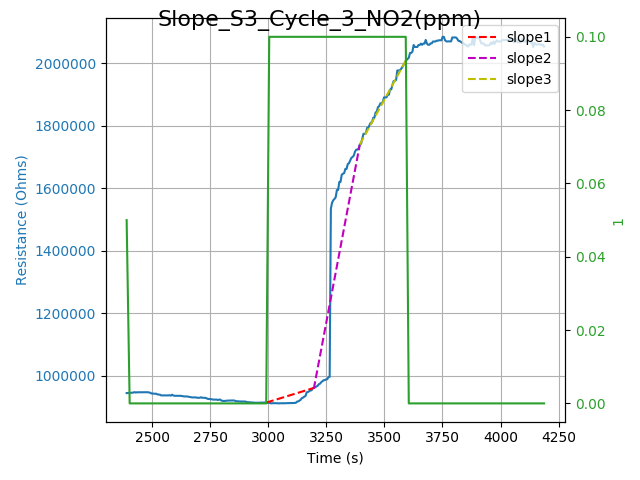 Slope_S3_Cycle_3_NO2(ppm)
slope1
slope2
slope3
Resistance (Ohms)
2000000
1800000
1600000
1400000
1200000
1000000
0.10
0.08
0.06
0.04
0.02
0.00
1
2500 2750 3000 3250 3500 3750 4000 4250
Time (s)